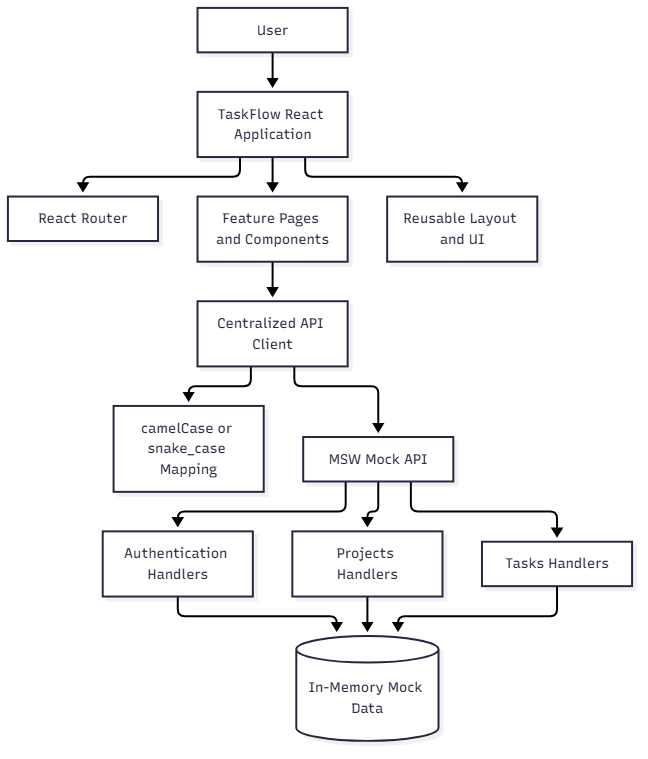 User
TaskFlow React
Application
React Router
Feature Pages
and Components
Reusable Layout
and UI
Centralized API
Client
camelCase or
snake_case
Mapping
MSW Mock API
Authentication
Handlers
Projects
Handlers
Tasks Handlers
In-Memory Mock
Data